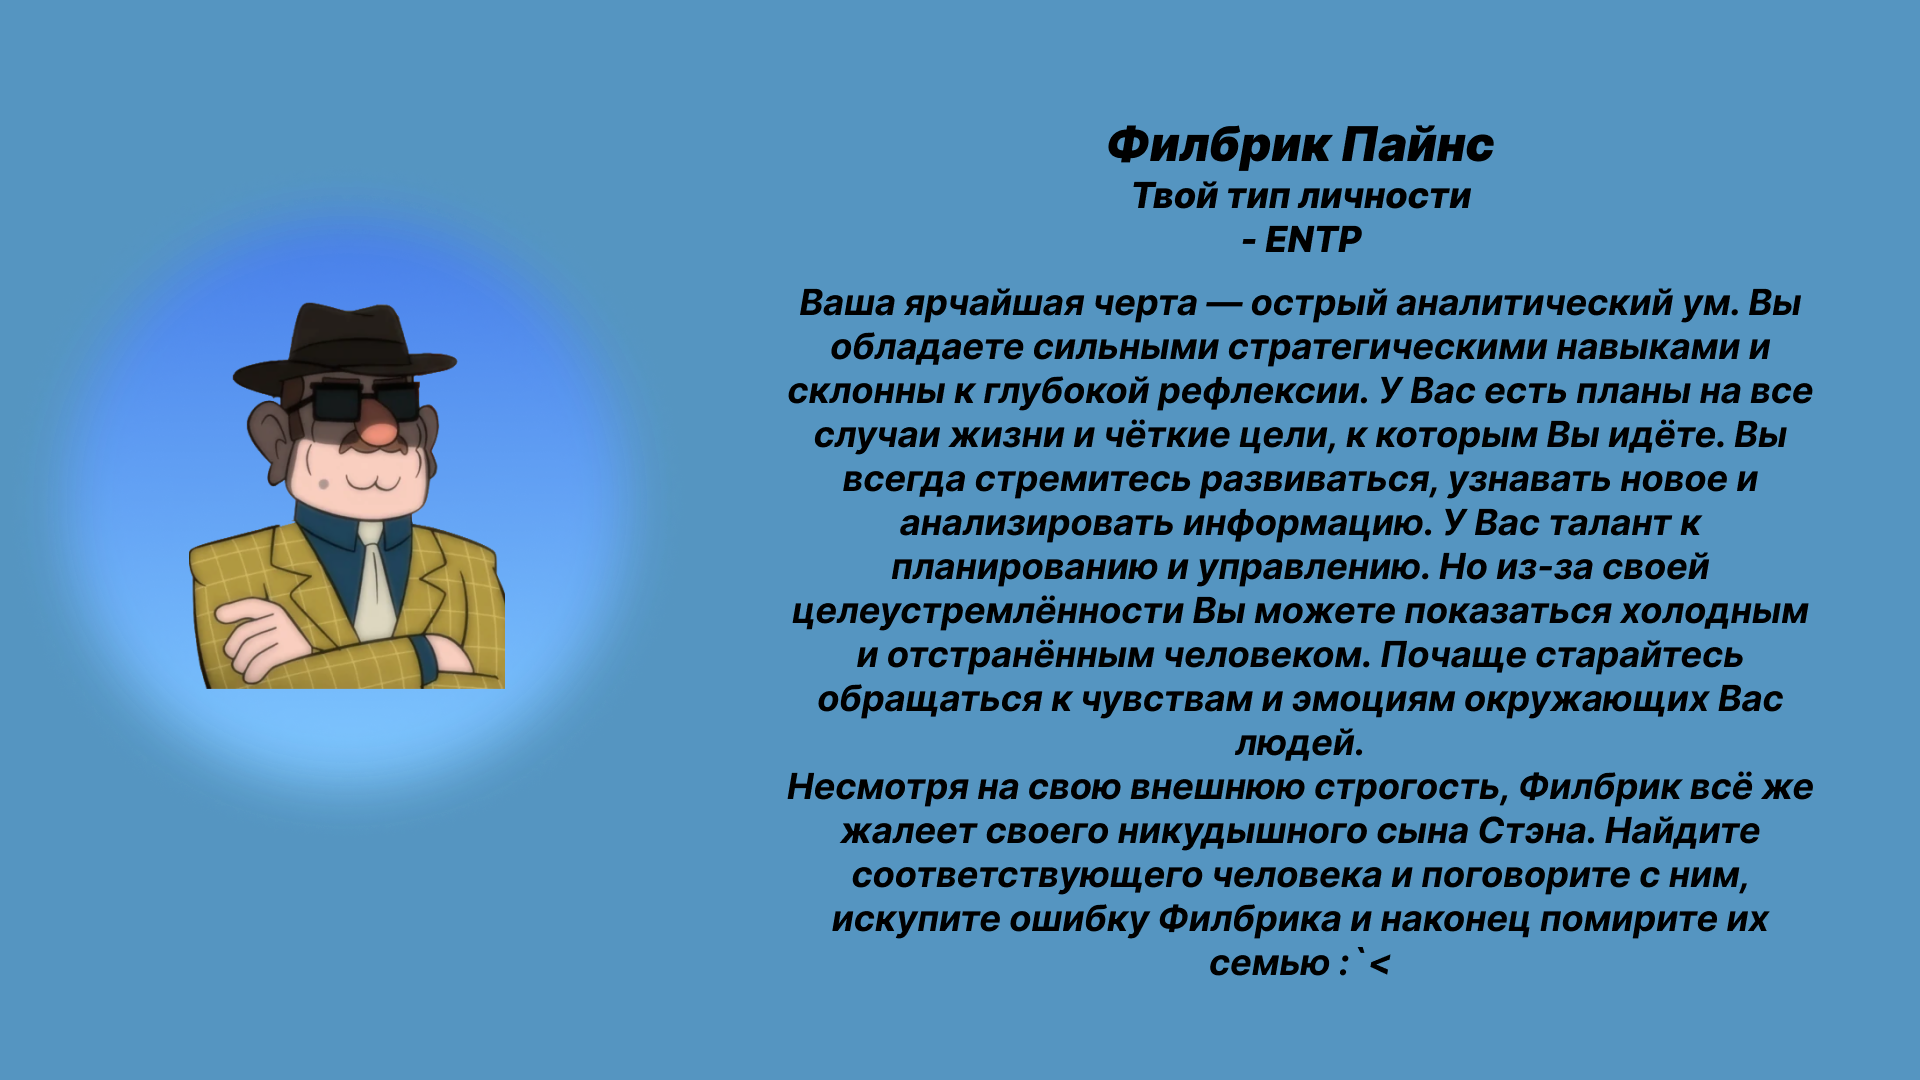 Филбрик Пайнс
Твой тип личности
- ENTP
Ваша ярчайшая черта — острый аналитический ум. Вы
обладаете сильными стратегическими навыками и
склонны к глубокой рефлексии. У Вас есть планы на все
случаи жизни и чёткие цели, к которым Вы идёте. Вы
всегда стремитесь развиваться, узнавать новое и
анализировать информацию. У Вас талант к
планированию и управлению. Но из-за своей
целеустремлённости Вы можете показаться холодным
и отстранённым человеком. Почаще старайтесь
обращаться к чувствам и эмоциям окружающих Вас
людей.
Несмотря на свою внешнюю строгость, Филбрик всё же
жалеет своего никудышного сына Стэна. Найдите
соответствующего человека и поговорите с ним,
искупите ошибку Филбрика и наконец помирите их
семью :`<